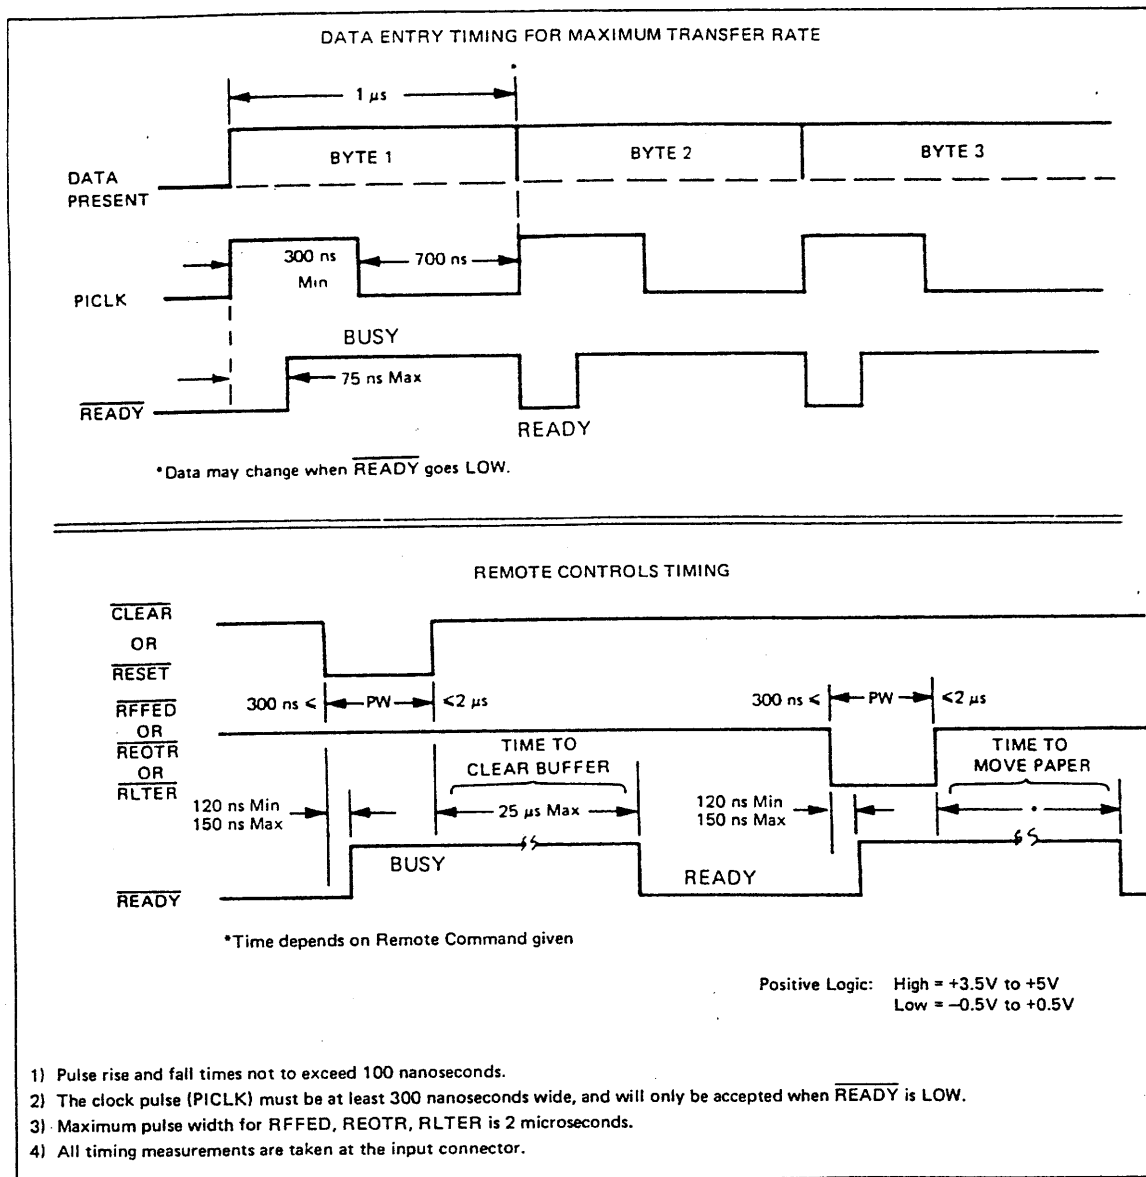 DATA ENTRY TIMING FOR MAXIMUM TRANSFER RATE
*
1 µs
BYTE 1
BYTE 2
BYTE 3
DATA
PRESENT
300 ns
Min
700 ns
PICLK
BUSY
75 ns Max
READY
READY
*Data may change when READY goes LOW.
REMOTE CONTROLS TIMING
CLEAR
OR
RESET
300 ns ≤
PW
≤2 µs
300 ns ≤
PW
≤2 µs
RFFED
OR
REOTR
OR
RLTER
TIME TO
CLEAR BUFFER
TIME TO
MOVE PAPER
120 ns Min
150 ns Max
25 µs Max
120 ns Min
150 ns Max
*
BUSY
READY
READY
*Time depends on Remote Command given
Positive Logic: High = +3.5V to +5V
Low = –0.5V to +0.5V
1) Pulse rise and fall times not to exceed 100 nanoseconds.
2) The clock pulse (PICLK) must be at least 300 nanoseconds wide, and will only be accepted when READY is LOW.
3) Maximum pulse width for RFFED, REOTR, RLTER is 2 microseconds.
4) All timing measurements are taken at the input connector.